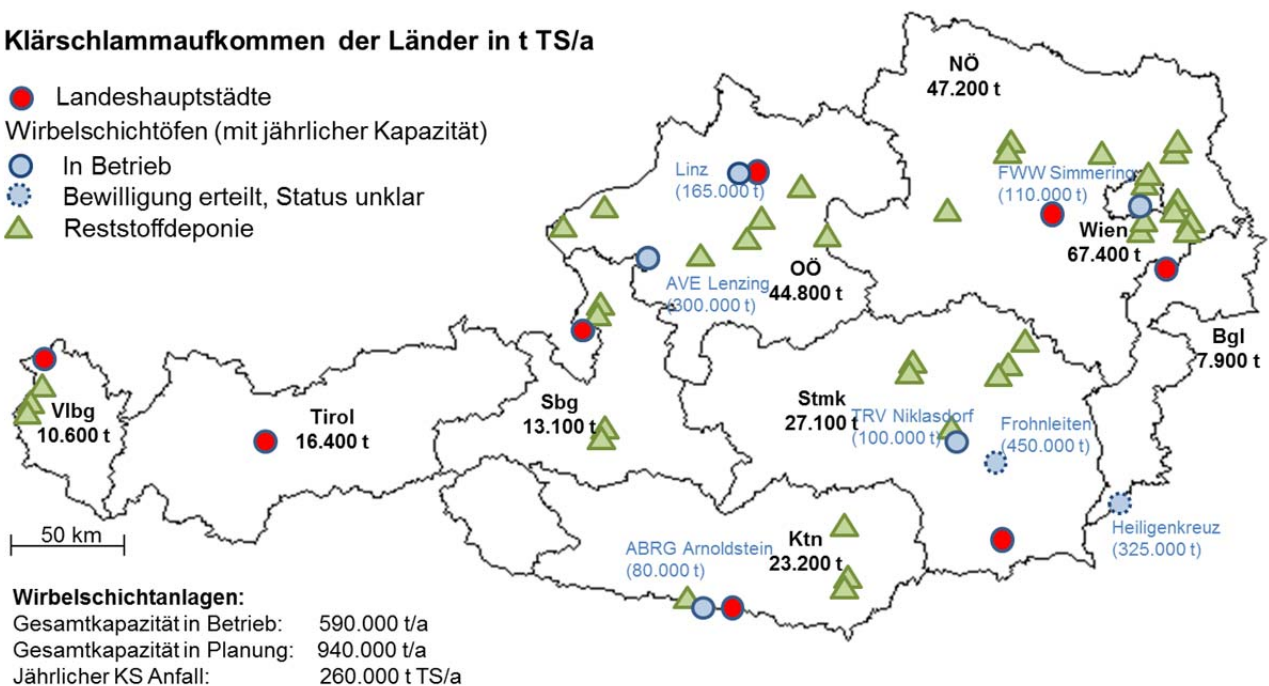 Klärschlammaufkommen der Länder in t TS/a
Landeshauptstädte
Wirbelschichtöfen (mit jährlicher Kapazität)
In Betrieb
Bewilligung erteilt, Status unklar
Reststoffdeponie
NÖ
47.200 t
Linz
(165.000 t)
FWW Simmering
(110.000 t)
Wien
67.400 t
OÖ
44.800 t
AVE Lenzing
(300.000 t)
Bgl
7.900 t
Vlbg
10.600 t
Tirol
16.400 t
Sbg
13.100 t
Stmk
27.100 t
TRV Niklasdorf
(100.000 t)
Frohnleiten
(450.000 t)
Heiligenkreuz
(325.000 t)
50 km
ABRG Arnoldstein
(80.000 t)
Ktn
23.200 t
Wirbelschichtanlagen:
Gesamtkapazität in Betrieb: 590.000 t/a
Gesamtkapazität in Planung: 940.000 t/a
Jährlicher KS Anfall: 260.000 t TS/a